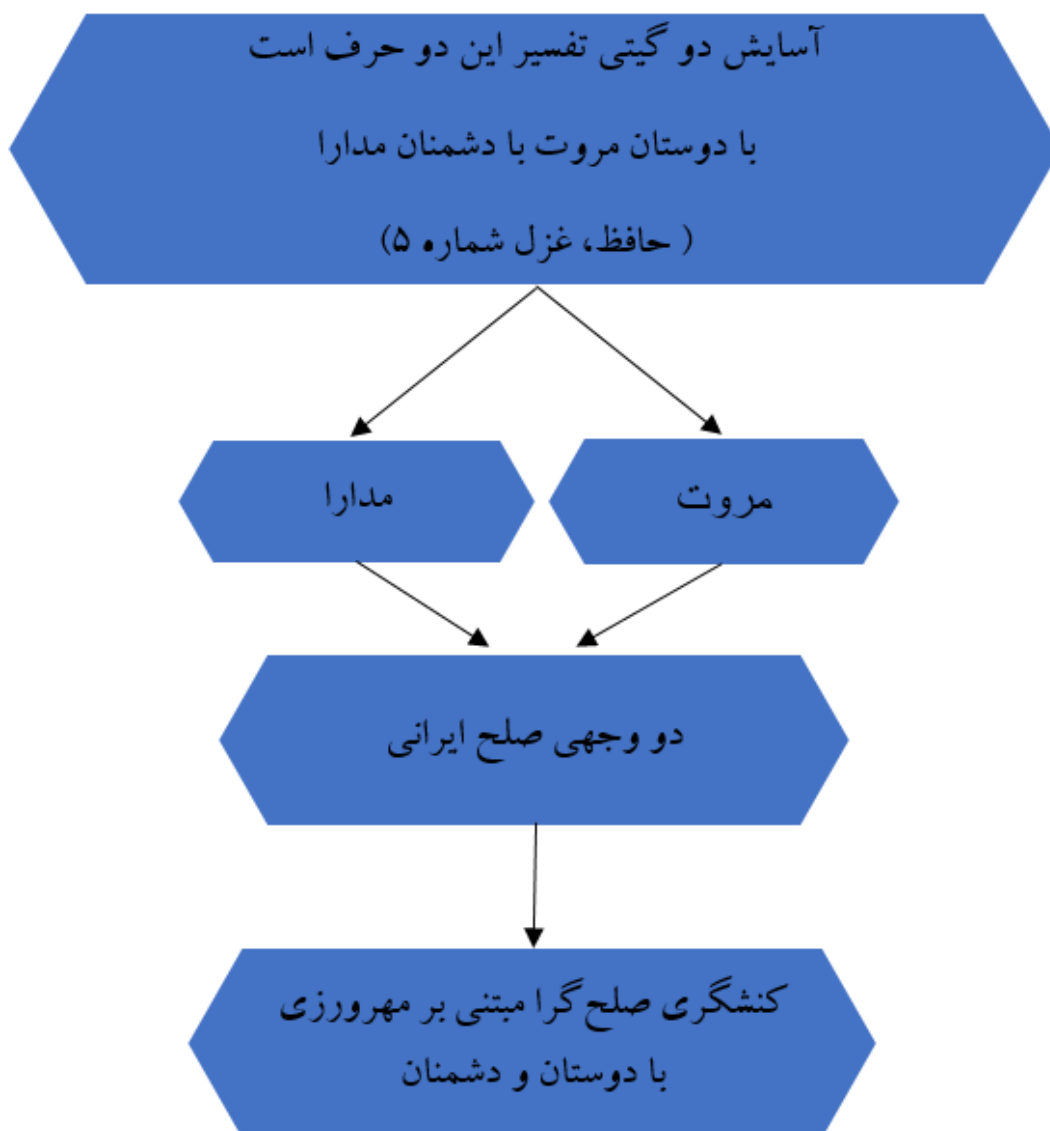 آسایش دو گیتی تفسیر این دو حرف است
با دوستان مروت با دشمنان مدارا
( حافظ، غزل شماره ۵)
مروت
مدارا
دو وجهی صلح ایرانی
کنشگری صلح‌گرا مبتنی بر مهرورزی
با دوستان و دشمنان